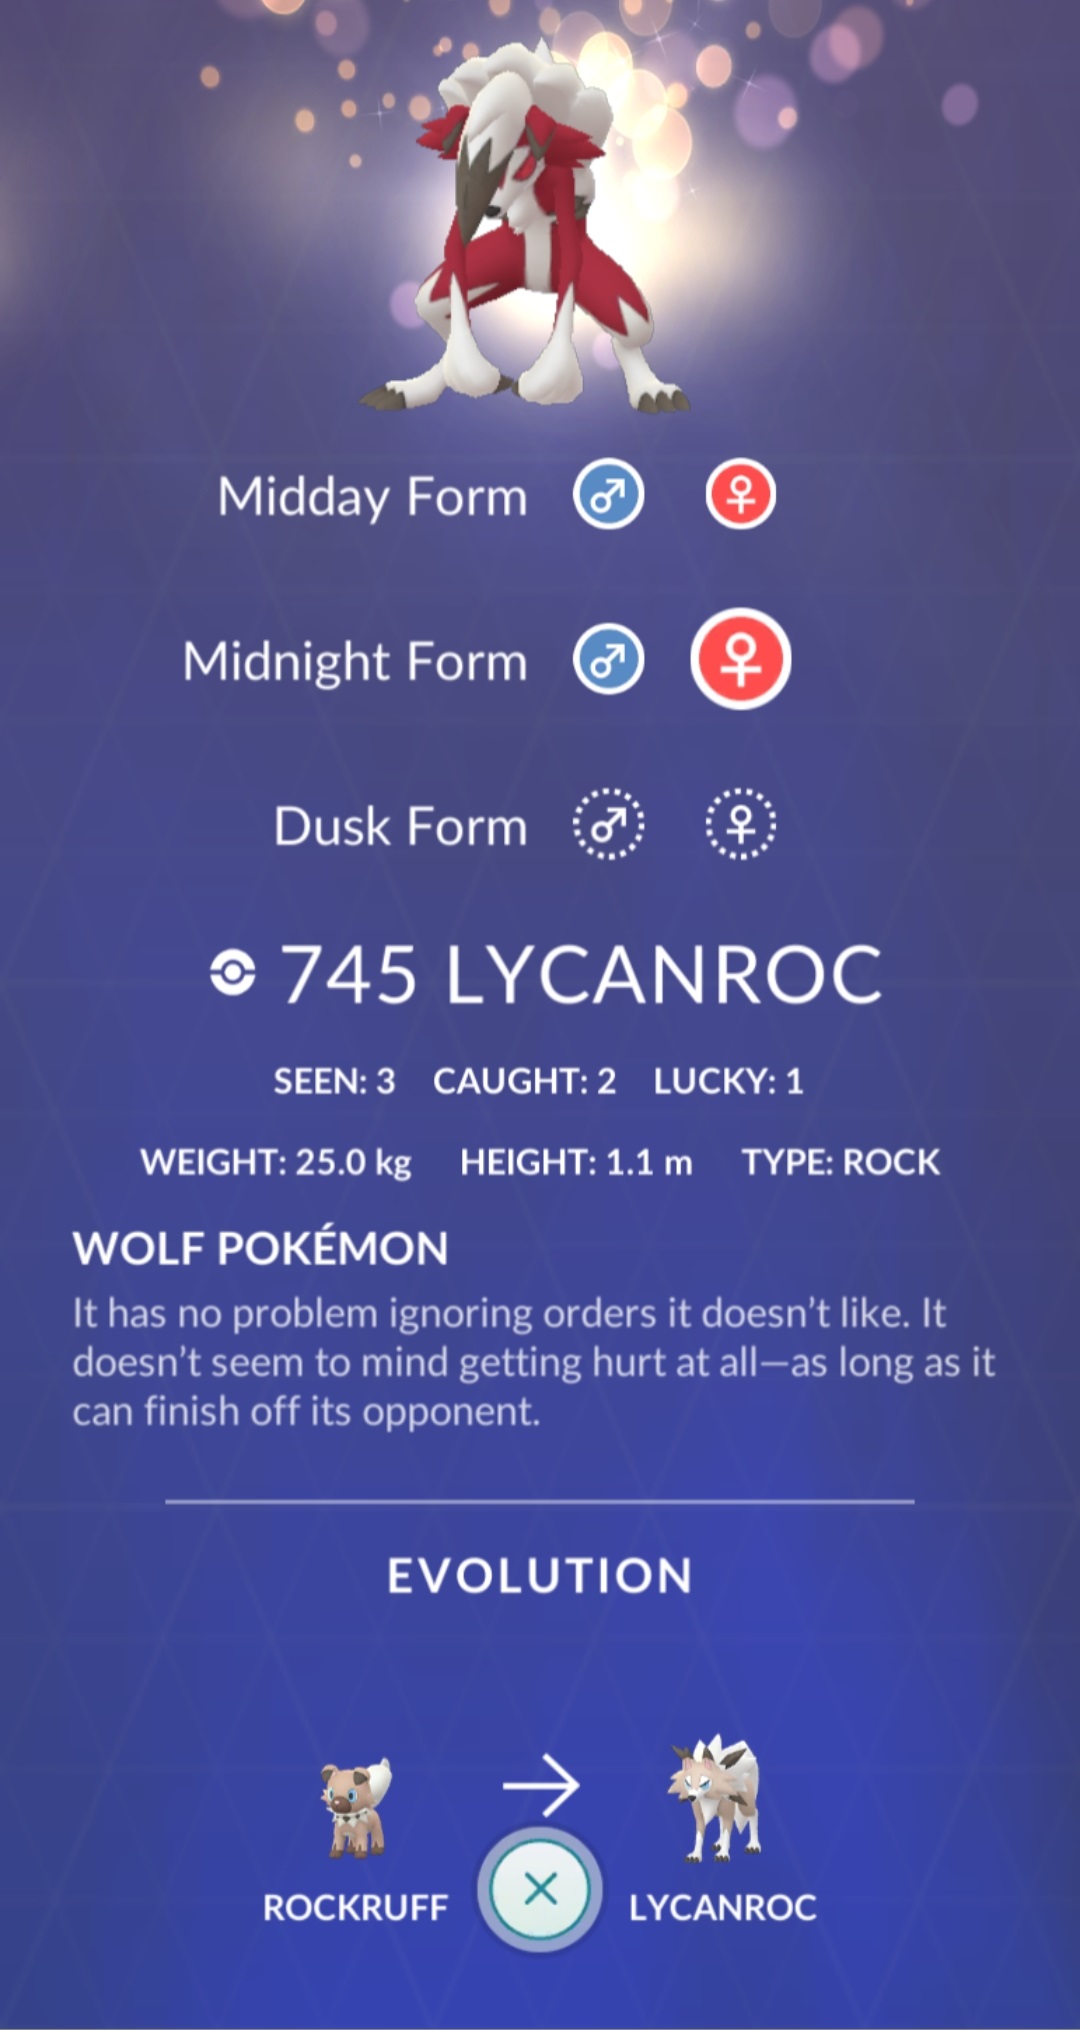 Midday Form
Midnight Form
Dusk Form
745 LYCANROC
SEEN: 3 CAUGHT: 2 LUCKY: 1
WEIGHT: 25.0 kg HEIGHT: 1.1 m TYPE: ROCK
WOLF POKÉMON
It has no problem ignoring orders it doesn’t like. It
doesn’t seem to mind getting hurt at all—as long as it
can finish off its opponent.
EVOLUTION
ROCKRUFF LYCANROC